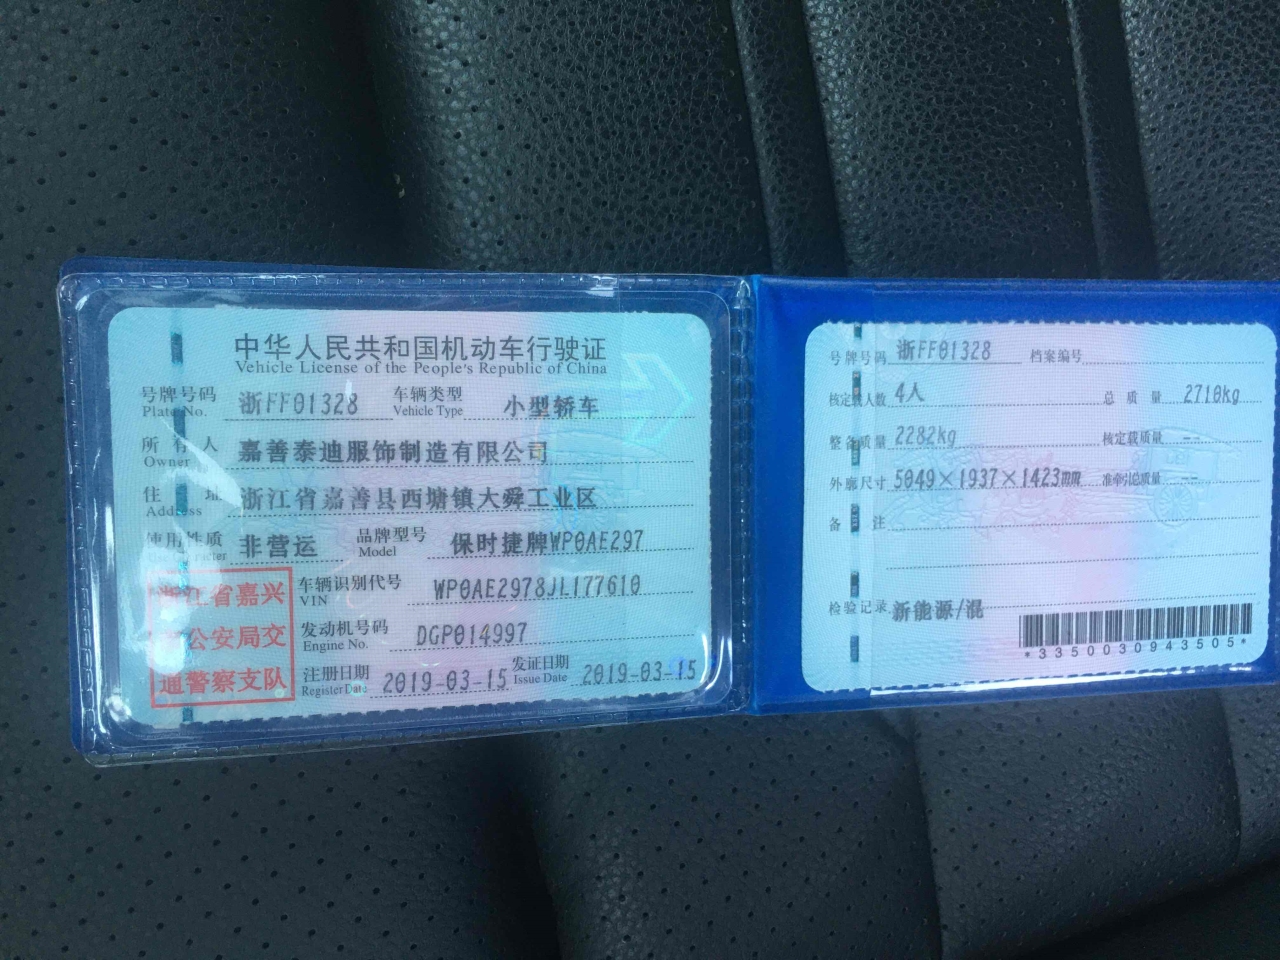 中华人民共和国机动车行驶证
Vehicle License of the People's Republic of China
号牌号码 浙FF01328 车辆类型 小型轿车
Plate No. Vehicle Type
所有人 嘉善泰迪服饰制造有限公司
Owner
住址 浙江省嘉善县西塘镇大舜工业区
Address
使用性质 非营运 品牌型号 保时捷牌WP0AE297
Model
浙江省嘉兴
公安局交
通警察支队
车辆识别代号 WP0AE2978JL177610
VIN
发动机号码 DGP014997
Engine No.
注册日期 2019-03-15 发证日期 2019-03-15
Register Date Issue Date
号牌号码 浙FF01328 档案编号
核定载人数 4人 总质量 2710kg
整备质量 2282kg 核定载质量 --
外廓尺寸 5049×1937×1423mm 准牵引总质量 --
备注
检验记录 新能源/混
*3350030943505*